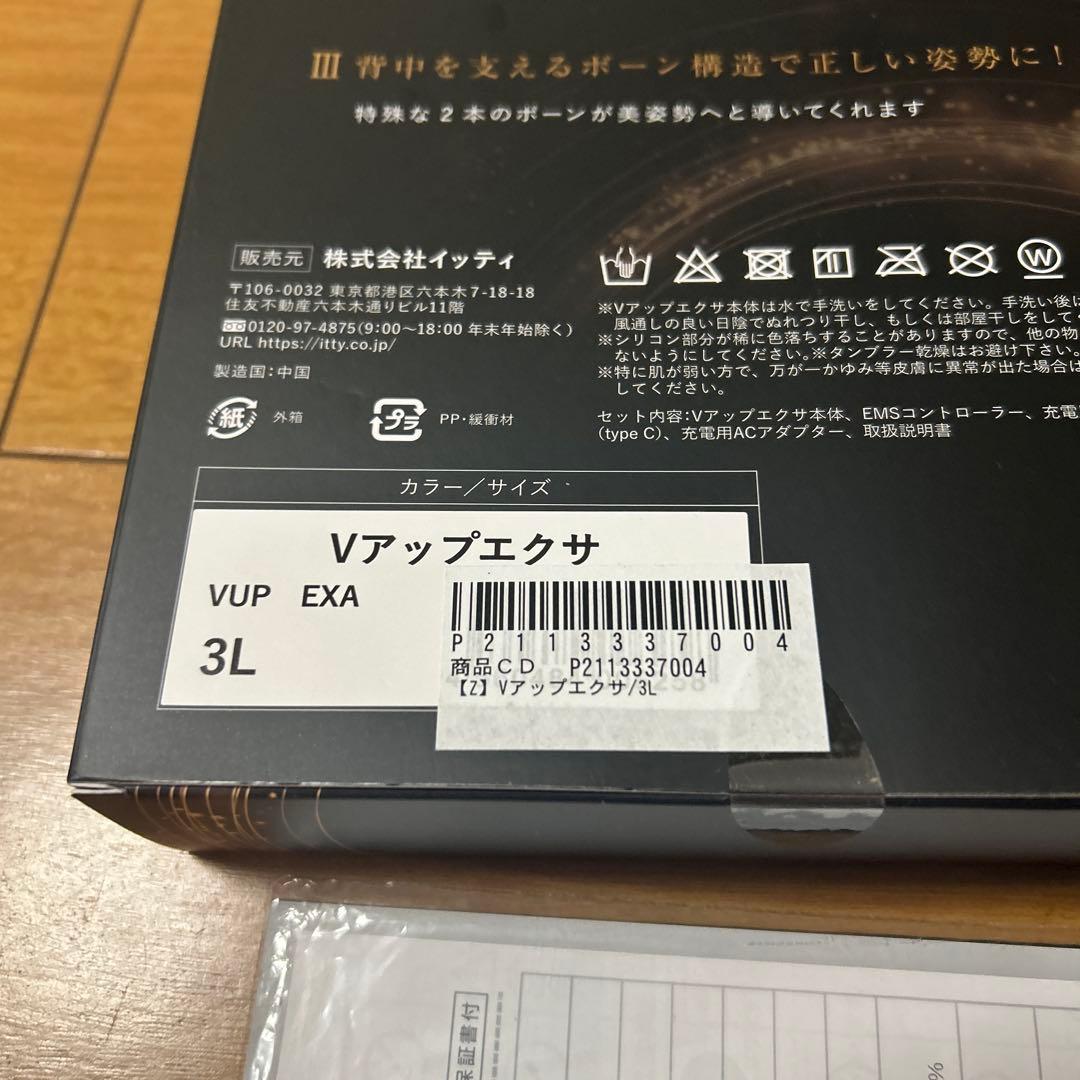 III 背中を支えるボーン構造で正しい姿勢に！
特殊な2本のボーンが美姿勢へと導いてくれます
販売元 株式会社イッティ
〒106-0032 東京都港区六本木7-18-18
住友不動産六本木通りビル11階
0120-97-4875(9:00〜18:00 年末年始除く)
URL https://itty.co.jp/
製造国:中国
紙 外箱
プラ PP・緩衝材
W
※Vアップエクサ本体は水で手洗いをしてください。手洗い後に
風通しの良い日陰でぬれつり干し、もしくは部屋干しをしてく
※シリコン部分が稀に色落ちすることがありますので、他の物
ないようにしてください。※タンブラー乾燥はお避け下さい。
※特に肌が弱い方で、万が一かゆみ等皮膚に異常が出た場合は
してください。
セット内容:Vアップエクサ本体、EMSコントローラー、充電
(type C)、充電用ACアダプター、取扱説明書
カラー／サイズ
Vアップエクサ
VUP EXA
3L
P2113337004
商品CD P2113337004
【Z】Vアップエクサ/3L
保証書付
%